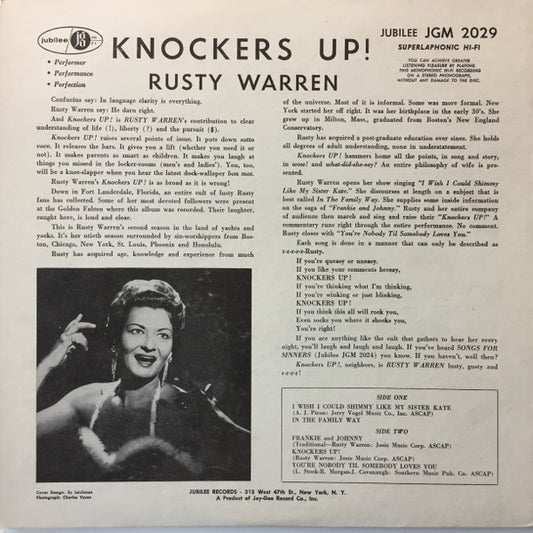 jubilee JGM 2029
SUPERLAPHONIC HI-FI
YOU CAN ACHIEVE GREATER
LISTENING PLEASURE BY PLAYING
THIS MONOPHONIC HI-FI RECORDING
ON A STEREO PHONOGRAPH,
WITHOUT ANY DAMAGE TO THE DISC.
jubilee
• Performer
• Performance
• Perfection
KNOCKERS UP!
RUSTY WARREN
Confucius say: In language clarity is everything.
Rusty Warren say: He darn right.
And Knockers UP! is RUSTY WARREN's contribution to clear
understanding of life (!), liberty (?) and the pursuit ($).
Knockers UP! raises several points of issue. It puts down sotto
voce. It releases the bars. It gives you a lift (whether you need it or
not). It makes parents as smart as children. It makes you laugh at
things you missed in the locker-rooms (men's and ladies'). You, too,
will be a knee-slapper when you hear the latest dock-walloper bon mot.
Rusty Warren's Knockers UP! is as broad as it is wrong!
Down in Fort Lauderdale, Florida, an entire cult of lusty Rusty
fans has collected. Some of her most devoted followers were present
at the Golden Falcon where this album was recorded. Their laughter,
caught here, is loud and clear.
This is Rusty Warren's second season in the land of yachts and
yocks. It's her nth season surrounded by sin-worshippers from Bos-
ton, Chicago, New York, St. Louis, Phoenix and Honolulu.
Rusty has acquired age, knowledge and experience from much
of the universe. Most of it is informal. Some was more formal. New
York started her off right. It was her birthplace in the early 30's. She
grew up in Milton, Mass., graduated from Boston's New England
Conservatory.
Rusty has acquired a post-graduate education ever since. She holds
all degrees of adult understanding, none in understatement.
Knockers UP! hammers home all the points, in song and story,
in wow! and what-did-she-say? An entire philosophy of wife is pre-
sented.
Rusty Warren opens her show singing "I Wish I Could Shimmy
Like My Sister Kate." She discourses at length on a subject that is
best called In The Family Way. She supplies some inside information
on the saga of "Frankie and Johnny." Rusty and her entire company
of audience then march and sing and raise their "Knockers UP!" A
commentary runs right through the entire performance. No comment.
Rusty closes with "You're Nobody Til Somebody Loves You."
Each song is done in a manner that can only be described as
r-e-e-e-e-Rusty.
If you're queasy or uneasy.
If you like your comments breezy,
KNOCKERS UP!
If you're thinking what I'm thinking,
If you're winking or just blinking,
KNOCKERS UP!
If you think this all will rock you,
Even socks you where it shocks you,
You're right!
If you are anything like the cult that gathers to hear her every
night, you'll laugh and laugh and laugh. If you've heard SONGS FOR
SINNERS (Jubilee JGM 2024) you know. If you haven't, well then?
Knockers UP!, neighbors, is RUSTY WARREN lusty, gusty and
r-r-r-r!
SIDE ONE
I WISH I COULD SHIMMY LIKE MY SISTER KATE
(A. J. Piron: Jerry Vogel Music Co., Inc. ASCAP)
IN THE FAMILY WAY
SIDE TWO
FRANKIE and JOHNNY
(Traditional—Rusty Warren: Josie Music Corp. ASCAP)
KNOCKERS UP!
(Rusty Warren: Josie Music Corp. ASCAP)
YOU'RE NOBODY TIL SOMEBODY LOVES YOU
(L. Stock-R. Morgan-J. Cavanaugh: Southern Music Pub. Co. ASCAP)
Cover Design: Sy Leichman
Photograph: Charles Varon
JUBILEE RECORDS - 315 West 47th St., New York, N. Y.
A Product of Jay-Gee Record Co., Inc.